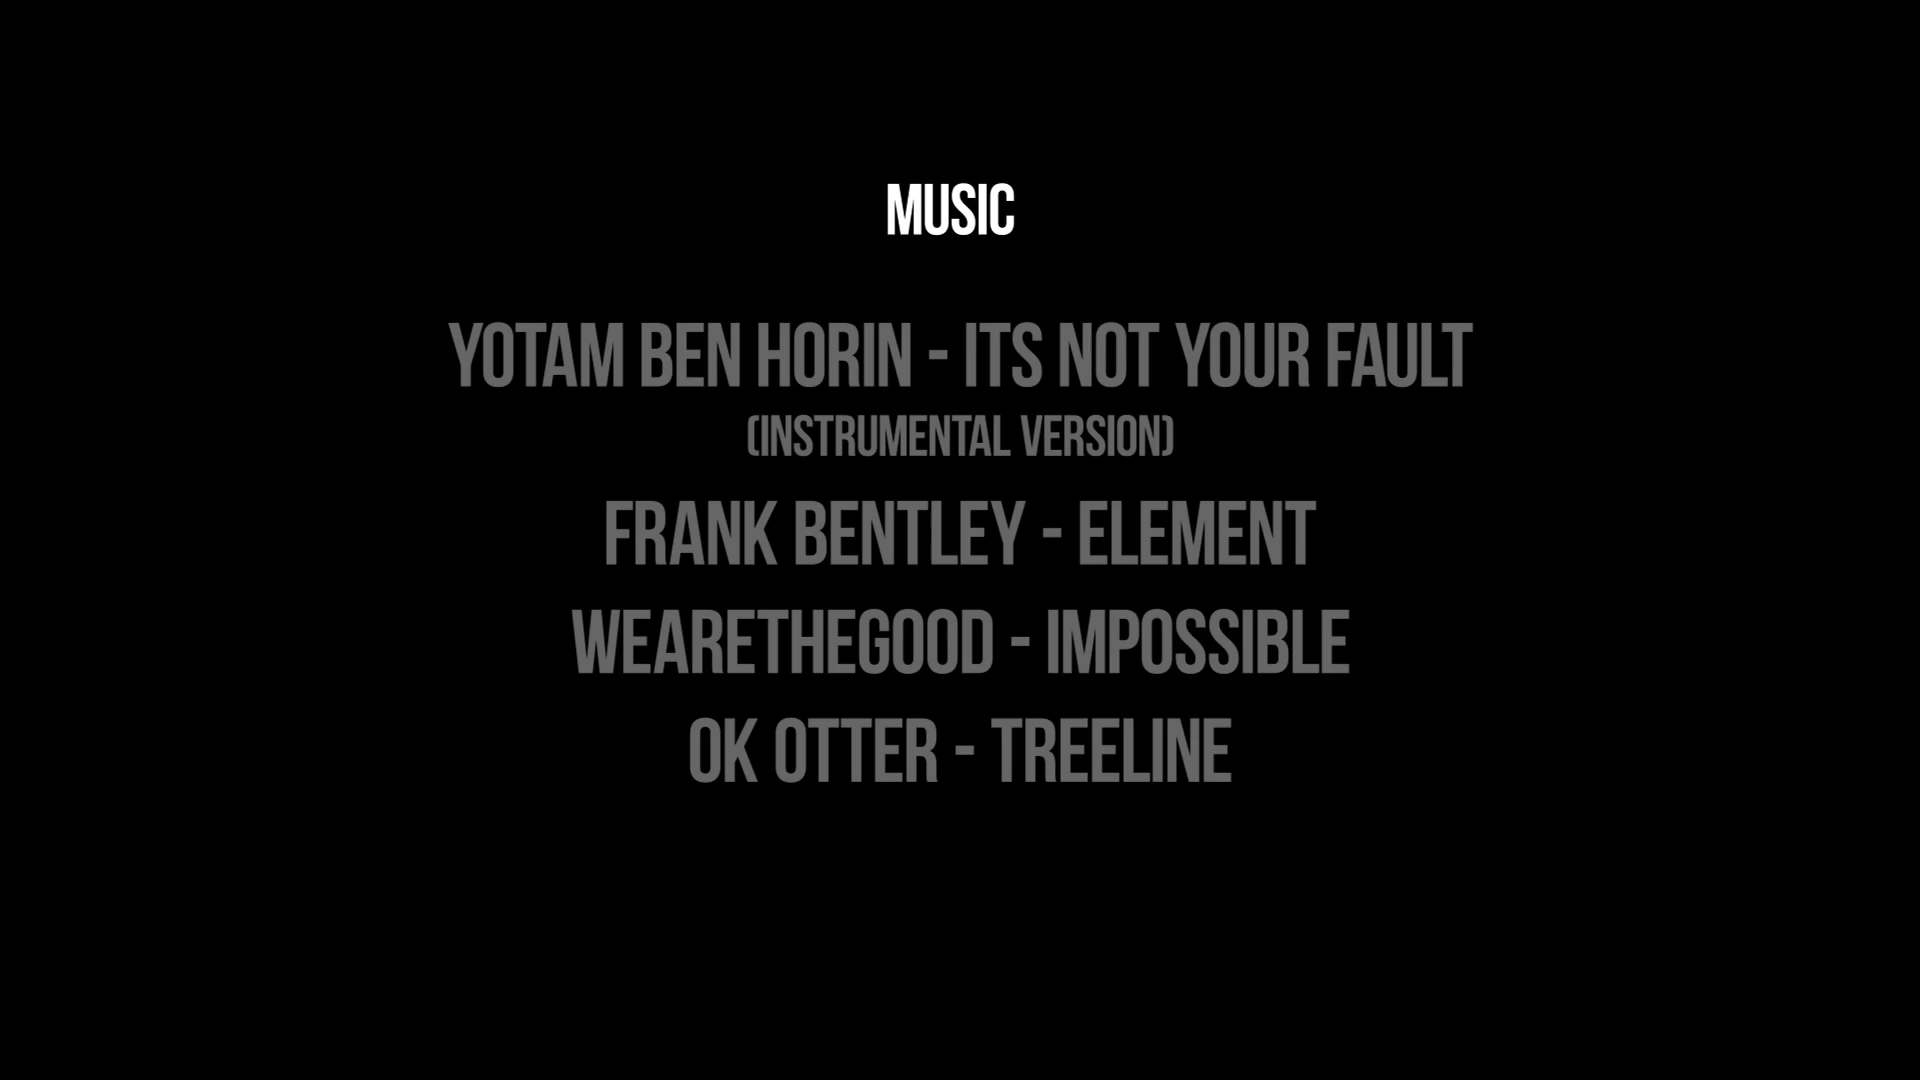 MUSIC
YOTAM BEN HORIN - ITS NOT YOUR FAULT
(INSTRUMENTAL VERSION)
FRANK BENTLEY - ELEMENT
WEARETHEGOOD - IMPOSSIBLE
OK OTTER - TREELINE